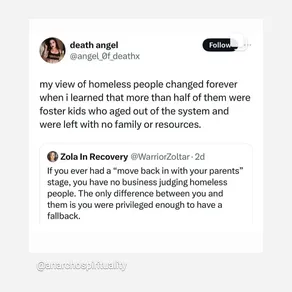 death angel
@angel_0f_deathx
Follow
my view of homeless people changed forever
when i learned that more than half of them were
foster kids who aged out of the system and
were left with no family or resources.
Zola In Recovery @WarriorZoltar · 2d
If you ever had a “move back in with your parents”
stage, you have no business judging homeless
people. The only difference between you and
them is you were privileged enough to have a
fallback.
@anarchospirituality